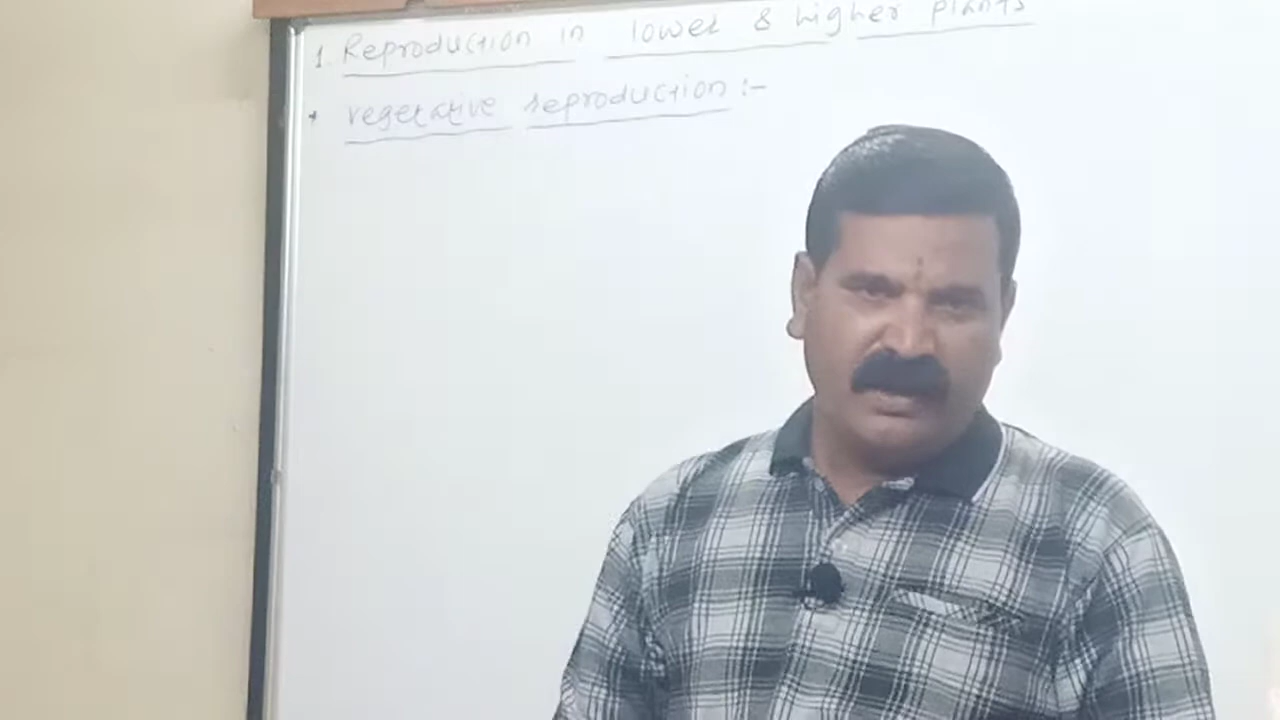 1. Reproduction in lower & higher plants
* vegetative reproduction :-